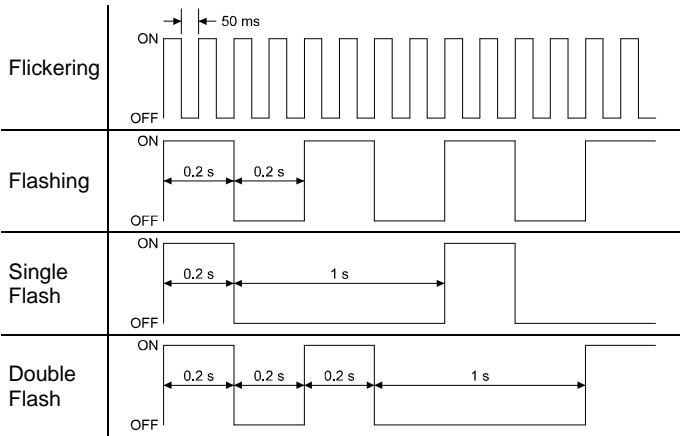 50 ms
ON
Flickering
OFF
ON
0.2 s 0.2 s
Flashing
OFF
ON
Single
Flash
0.2 s 1 s
OFF
ON
Double
Flash
0.2 s 0.2 s 0.2 s 1 s
OFF